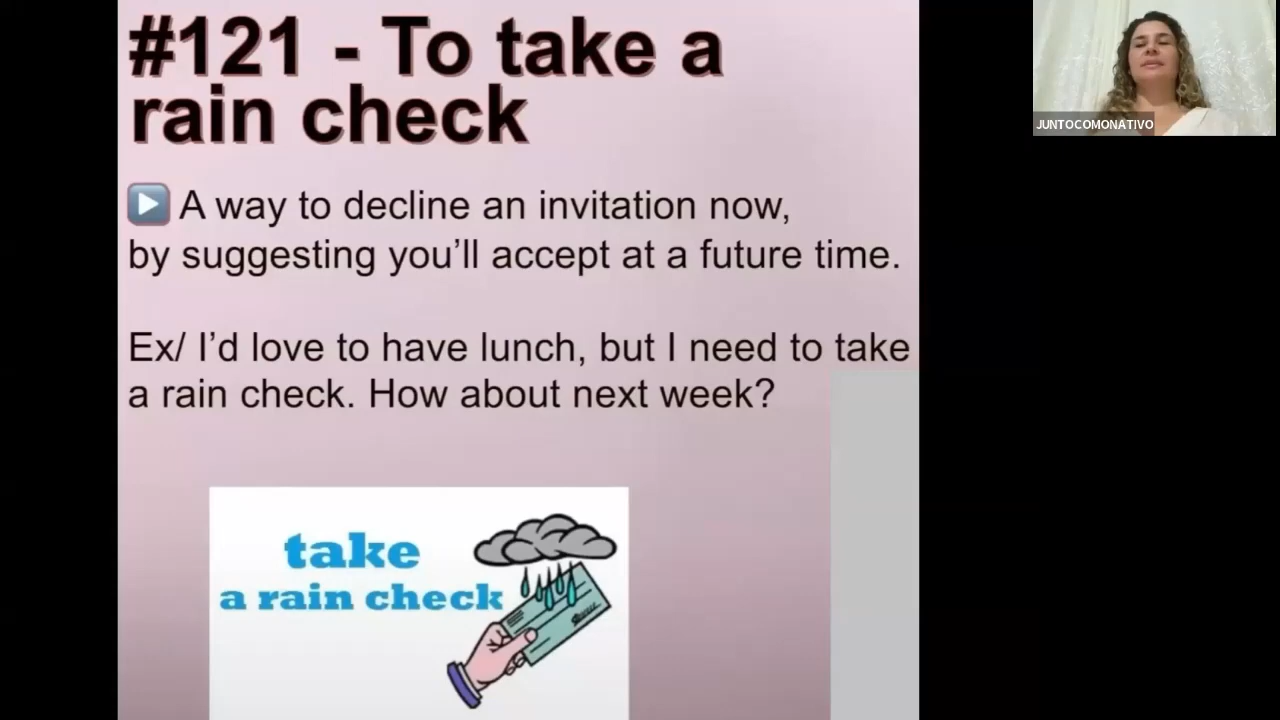 #121 - To take a
rain check
A way to decline an invitation now,
by suggesting you’ll accept at a future time.
Ex/ I’d love to have lunch, but I need to take
a rain check. How about next week?
take
a rain check
JUNTOCOMONATIVO